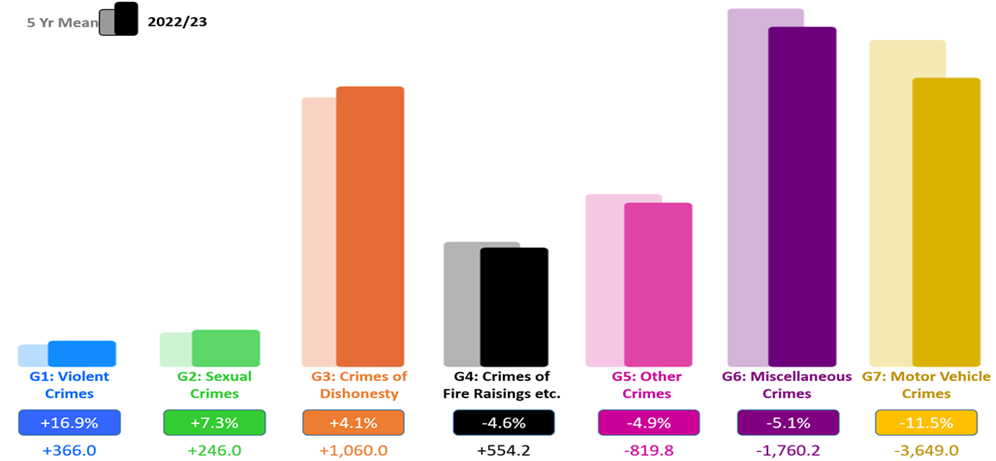 5 Yr Mean 2022/23
G1: Violent Crimes
G2: Sexual Crimes
G3: Crimes of Dishonesty
G4: Crimes of Fire Raisings etc.
G5: Other Crimes
G6: Miscellaneous Crimes
G7: Motor Vehicle Crimes
+16.9% +7.3% +4.1% -4.6% -4.9% -5.1% -11.5%
+366.0 +246.0 +1,060.0 +554.2 -819.8 -1,760.2 -3,649.0